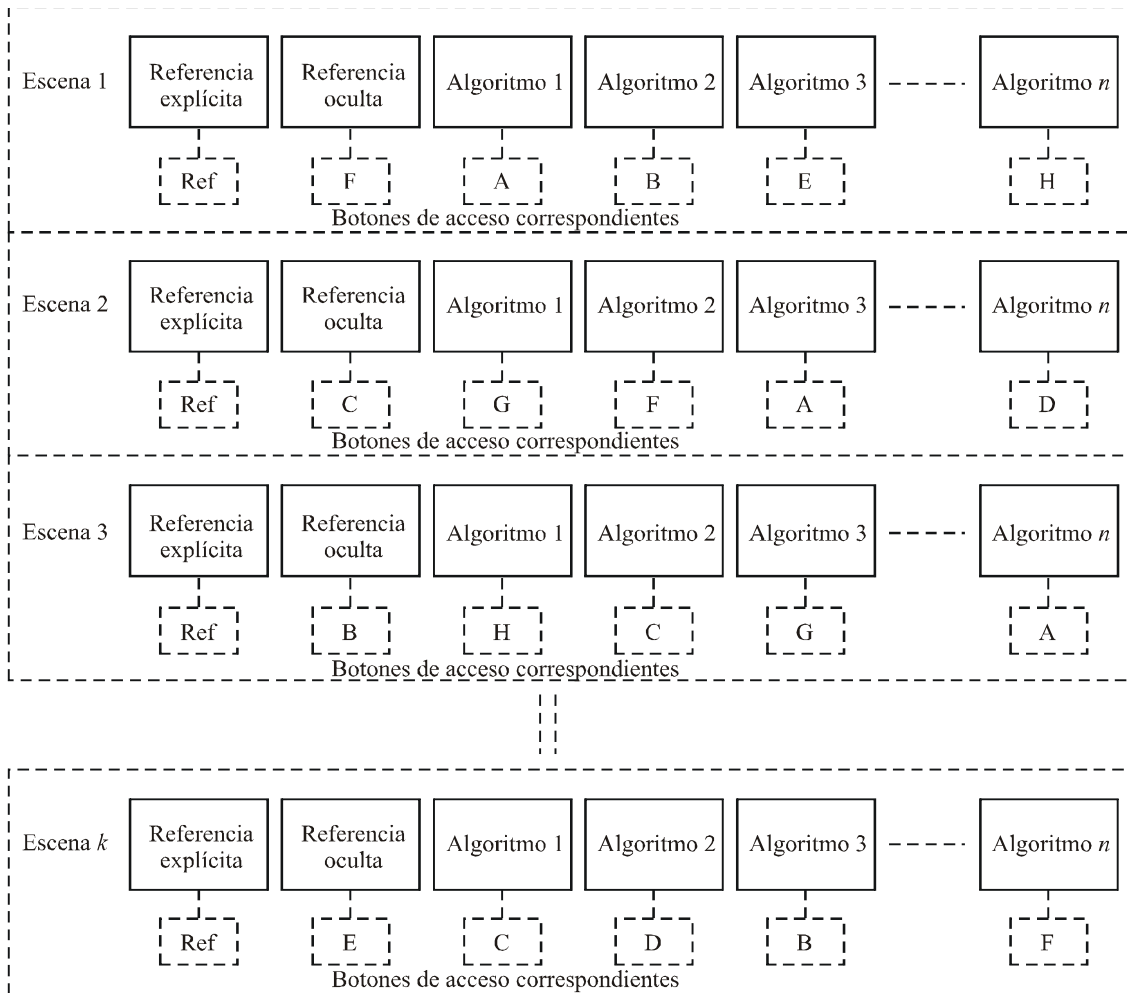 Escena 1
Referencia explícita
Referencia oculta
Algoritmo 1
Algoritmo 2
Algoritmo 3
Algoritmo n
Ref
F
A
B
E
H
Botones de acceso correspondientes
Escena 2
Referencia explícita
Referencia oculta
Algoritmo 1
Algoritmo 2
Algoritmo 3
Algoritmo n
Ref
C
G
F
A
D
Botones de acceso correspondientes
Escena 3
Referencia explícita
Referencia oculta
Algoritmo 1
Algoritmo 2
Algoritmo 3
Algoritmo n
Ref
B
H
C
G
A
Botones de acceso correspondientes
Escena k
Referencia explícita
Referencia oculta
Algoritmo 1
Algoritmo 2
Algoritmo 3
Algoritmo n
Ref
E
C
D
B
F
Botones de acceso correspondientes